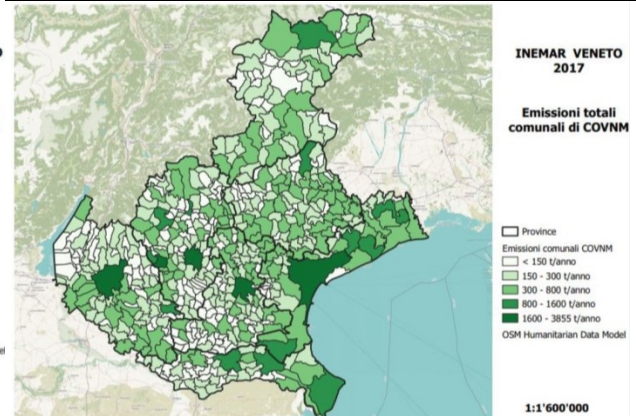 INEMAR VENETO
2017
Emissioni totali
comunali di COVNM
Province
Emissioni comunali COVNM
< 150 t/anno
150 - 300 t/anno
300 - 800 t/anno
800 - 1600 t/anno
1600 - 3855 t/anno
OSM Humanitarian Data Model
1:1'600'000